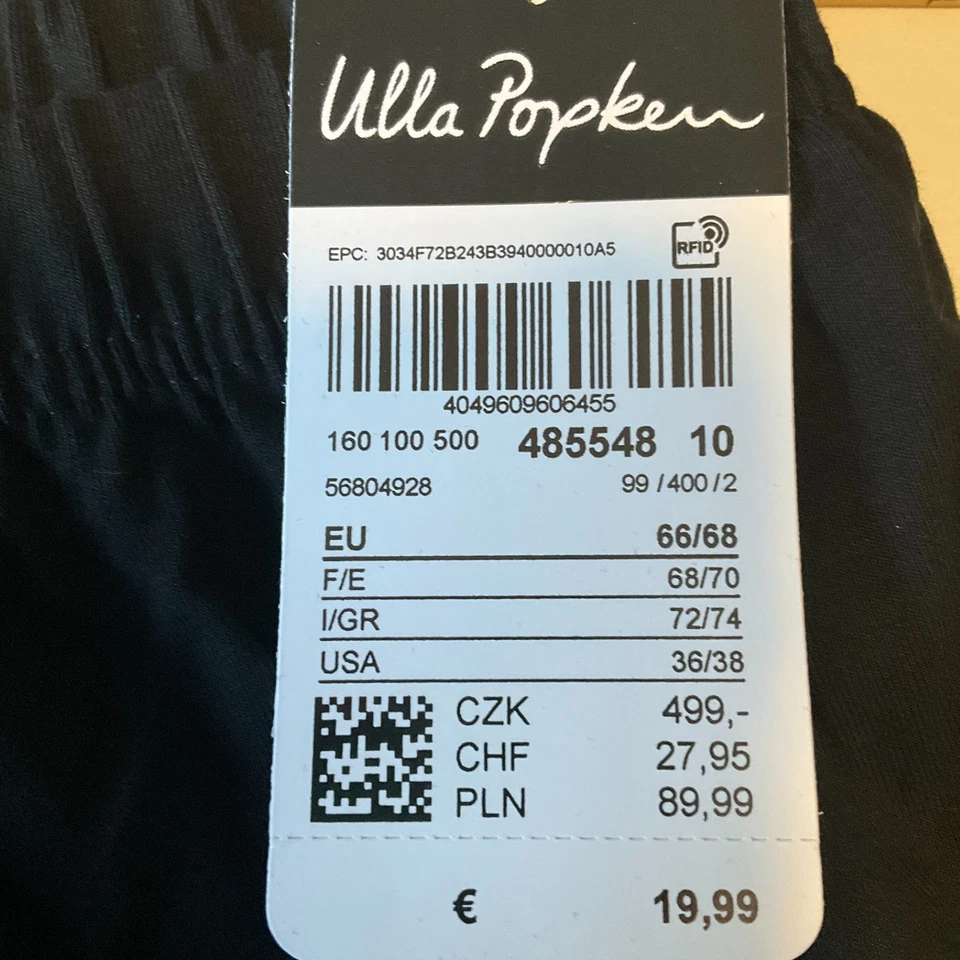 Ulla Popken
EPC: 3034F72B243B3940000010A5
RFID
4049609606455
160 100 500 485548 10
56804928 99 /400/2
EU 66/68
F/E 68/70
I/GR 72/74
USA 36/38
CZK 499,-
CHF 27,95
PLN 89,99
€ 19,99